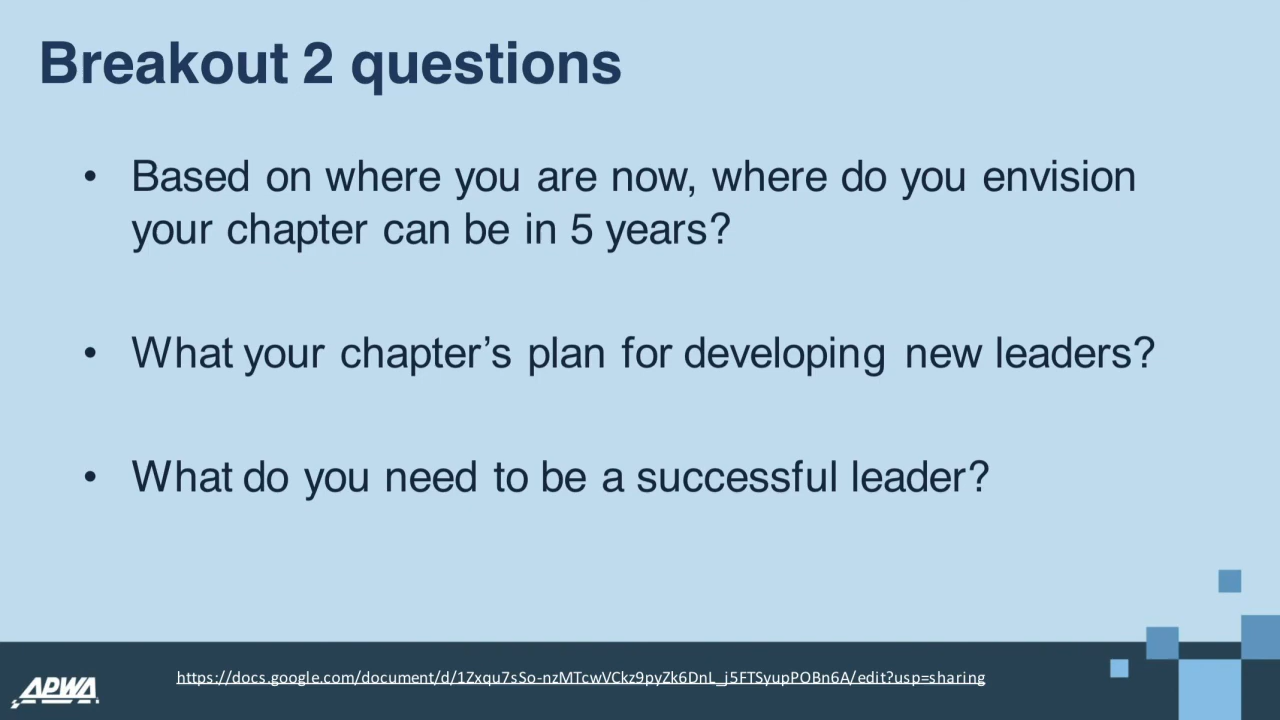 Breakout 2 questions
• Based on where you are now, where do you envision
your chapter can be in 5 years?
• What your chapter’s plan for developing new leaders?
• What do you need to be a successful leader?
https://docs.google.com/document/d/1Zxqu7sSo-nzMTcwVCkz9pyZk6DnL_j5FTSyupPOBn6A/edit?usp=sharing
APWA